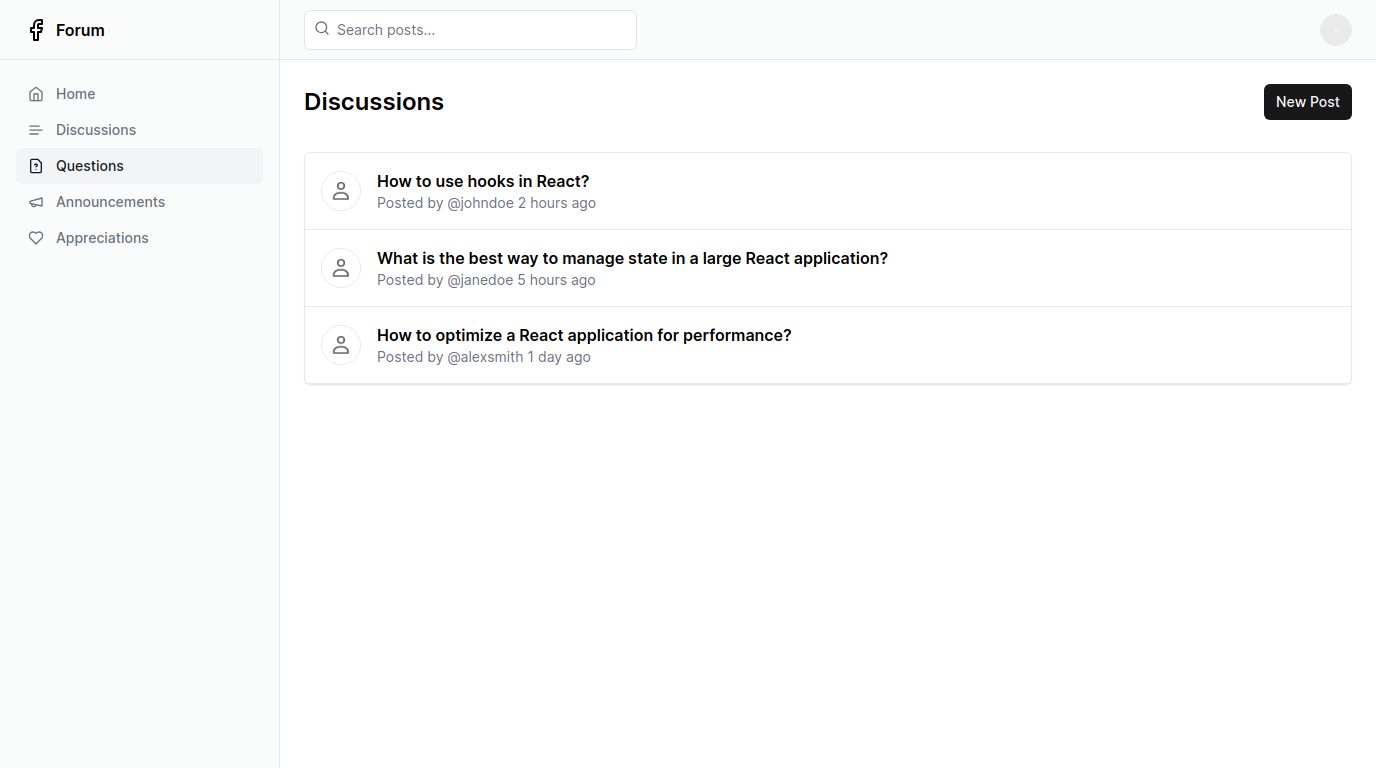 Forum
Search posts...
Home
Discussions
Questions
Announcements
Appreciations
Discussions
New Post
How to use hooks in React?
Posted by @johndoe 2 hours ago
What is the best way to manage state in a large React application?
Posted by @janedoe 5 hours ago
How to optimize a React application for performance?
Posted by @alexsmith 1 day ago